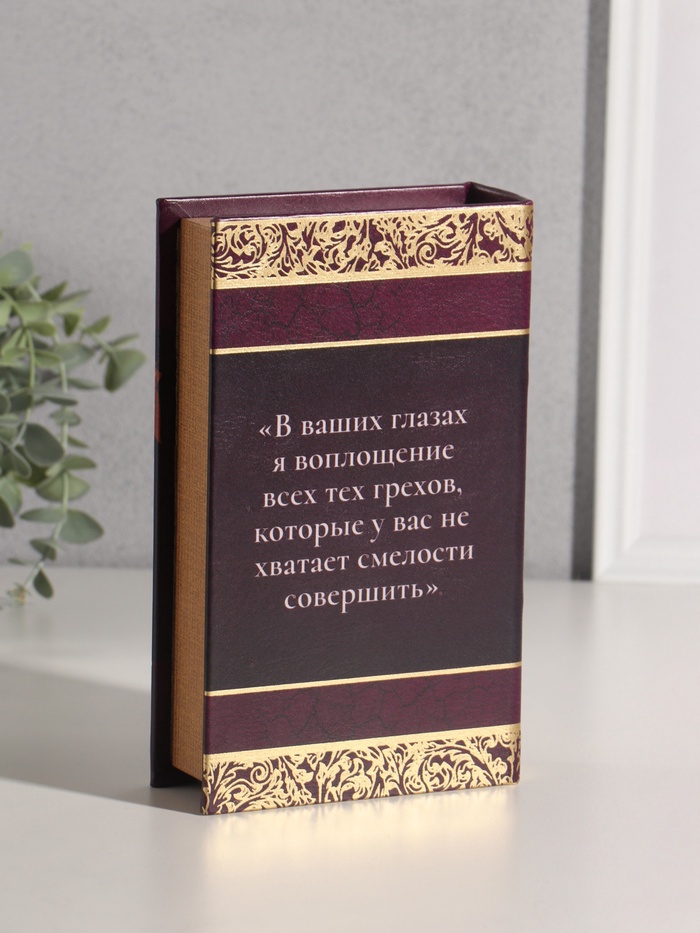 «В ваших глазах
я воплощение
всех тех грехов,
которые у вас не
хватает смелости
совершить»